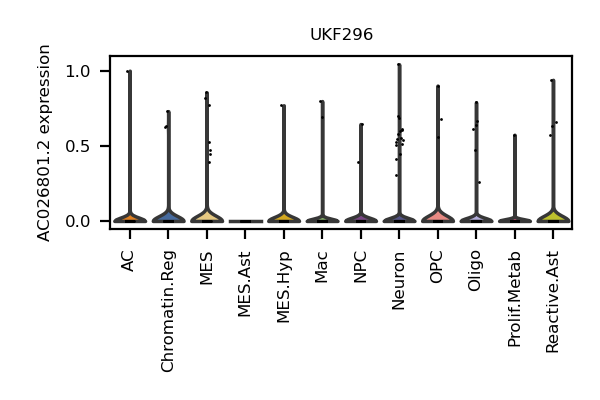 UKF296
AC026801.2 expression
1.0
0.5
0.0
AC
Chromatin.Reg
MES
MES.Ast
MES.Hyp
Mac
NPC
Neuron
OPC
Oligo
Prolif.Metab
Reactive.Ast